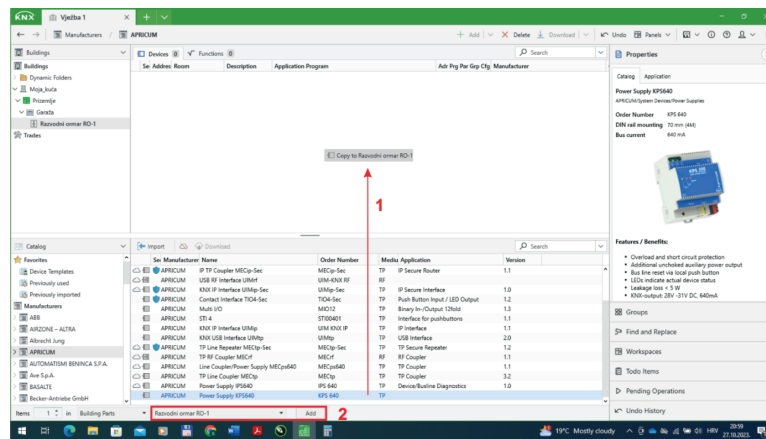 KNX Vježba 1
Manufacturers / APRICUM
Add Delete Download Undo Panels
Buildings
Devices 0 Functions 0 Search
Buildings
Dynamic Folders
Moja_kuća
Prizemlje
Garaža
Razvodni ormar RO-1
Trades
Se Addres Room Description Application Program Adr Prg Par Grp Cfg Manufacturer
Copy to Razvodni ormar RO-1
1
Catalog
Import Download Search
Favorites
Device Templates
Previously used
Previously imported
Manufacturers
ABB
AIRZONE – ALTRA
Albrecht Jung
APRICUM
AUTOMATISMI BENINCA S.P.A.
Ave S.p.A.
BASALTE
Becker-Antriebe GmbH
Se Manufacturer Name Order Number Mediu Application Version
APRICUM IP TP Coupler MECip-Sec MECip-Sec TP IP Secure Router 1.1
APRICUM USB RF Interface UIMrf UIM-KNX RF RF
APRICUM KNX IP Interface UIMip-Sec UIMip-Sec TP IP Secure Interface 1.0
APRICUM Contact Interface TIO4-Sec TIO4-Sec TP Push Button Input / LED Output 1.2
APRICUM Multi I/O MIO12 TP Binary In-/Output 12fold 1.3
APRICUM STI 4 STI00401 TP Interface for pushbuttons 1.1
APRICUM KNX IP Interface UIMip UIM KNX IP TP IP Interface 1.1
APRICUM KNX USB Interface UIMtp UIMtp TP USB Interface 2.0
APRICUM TP Line Repeater MECtp-Sec MECtp-Sec TP TP Secure Repeater 1.2
APRICUM TP RF Coupler MECrf MECrf RF RF Coupler 1.1
APRICUM Line Coupler/Power Supply MECps640 MECps640 TP TP Coupler 1.1
APRICUM TP Line Coupler MECtp MECtp TP TP Coupler 3.2
APRICUM Power Supply IPS640 IPS 640 TP Device/Busline Diagnostics 1.0
APRICUM Power Supply KPS640 KPS 640 TP
Items 1 in Building Parts Razvodni ormar RO-1 Add 2
Properties
Catalog Application
Power Supply KPS640
APRICUM/System Devices/Power Supplies
Order Number KPS 640
DIN rail mounting 70 mm (4M)
Bus current 640 mA
Features / Benefits:
• Overload and short circuit protection
• Additional unchoked auxiliary power output
• Bus line reset via local push button
• LEDs indicate actual device status
• Leakage loss < 5 W
• KNX-output: 28V -31V DC, 640mA
Groups
Find and Replace
Workspaces
Todo Items
Pending Operations
Undo History
19°C Mostly cloudy HRV 20:59
27.10.2023.